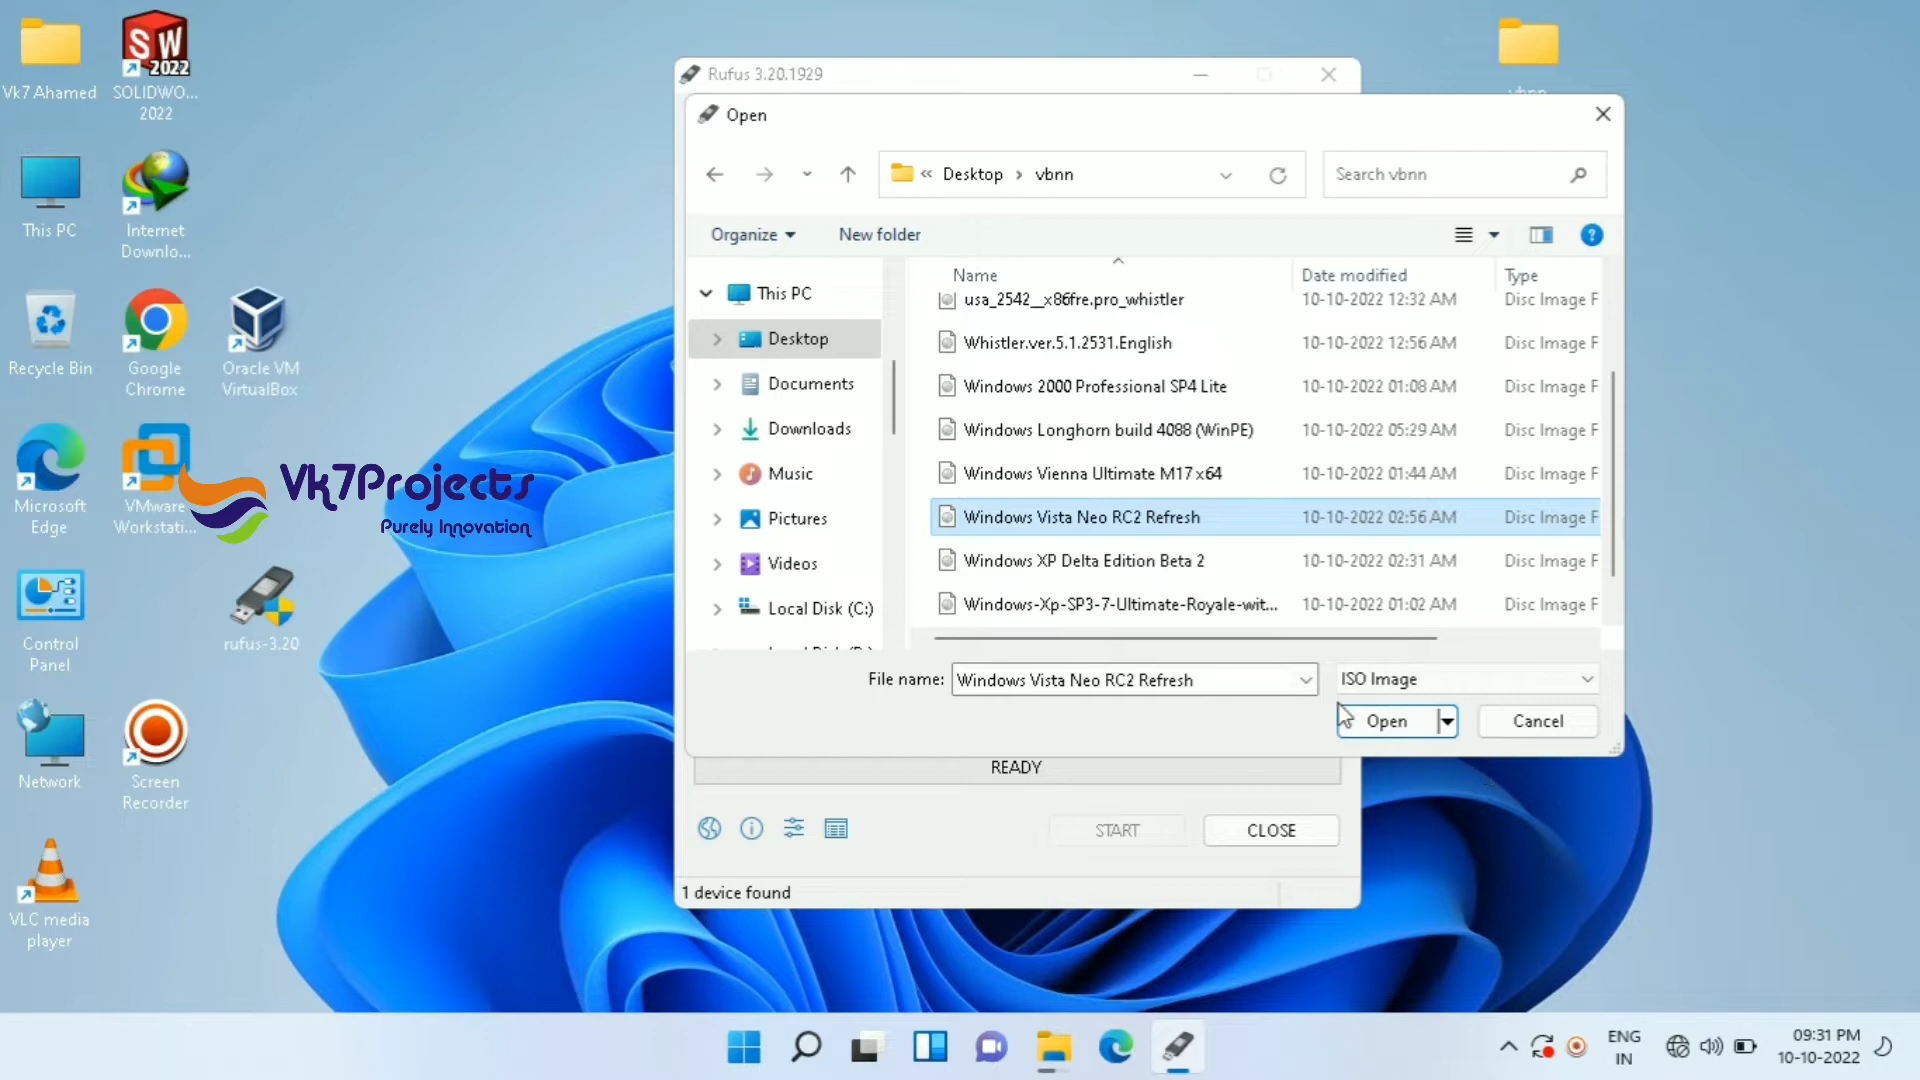 Vk7 Ahamed
SOLIDWO...
2022
This PC
Internet
Downlo...
Recycle Bin
Google
Chrome
Oracle VM
VirtualBox
Microsoft
Edge
VMware
Workstati...
Vk7Projects
Purely Innovation
Control
Panel
rufus-3.20
Network
Screen
Recorder
VLC media
player
Rufus 3.20.1929
Open
Desktop
vbnn
Search vbnn
Organize
New folder
This PC
Desktop
Documents
Downloads
Music
Pictures
Videos
Local Disk (C:)
Name
Date modified
Type
usa_2542__x86fre.pro_whistler
10-10-2022 12:32 AM
Disc Image F
Whistler.ver.5.1.2531.English
10-10-2022 12:56 AM
Disc Image F
Windows 2000 Professional SP4 Lite
10-10-2022 01:08 AM
Disc Image F
Windows Longhorn build 4088 (WinPE)
10-10-2022 05:29 AM
Disc Image F
Windows Vienna Ultimate M17 x64
10-10-2022 01:44 AM
Disc Image F
Windows Vista Neo RC2 Refresh
10-10-2022 02:56 AM
Disc Image F
Windows XP Delta Edition Beta 2
10-10-2022 02:31 AM
Disc Image F
Windows-Xp-SP3-7-Ultimate-Royale-wit...
10-10-2022 01:02 AM
Disc Image F
File name:
Windows Vista Neo RC2 Refresh
ISO Image
Open
Cancel
READY
START
CLOSE
1 device found
ENG
IN
09:31 PM
10-10-2022